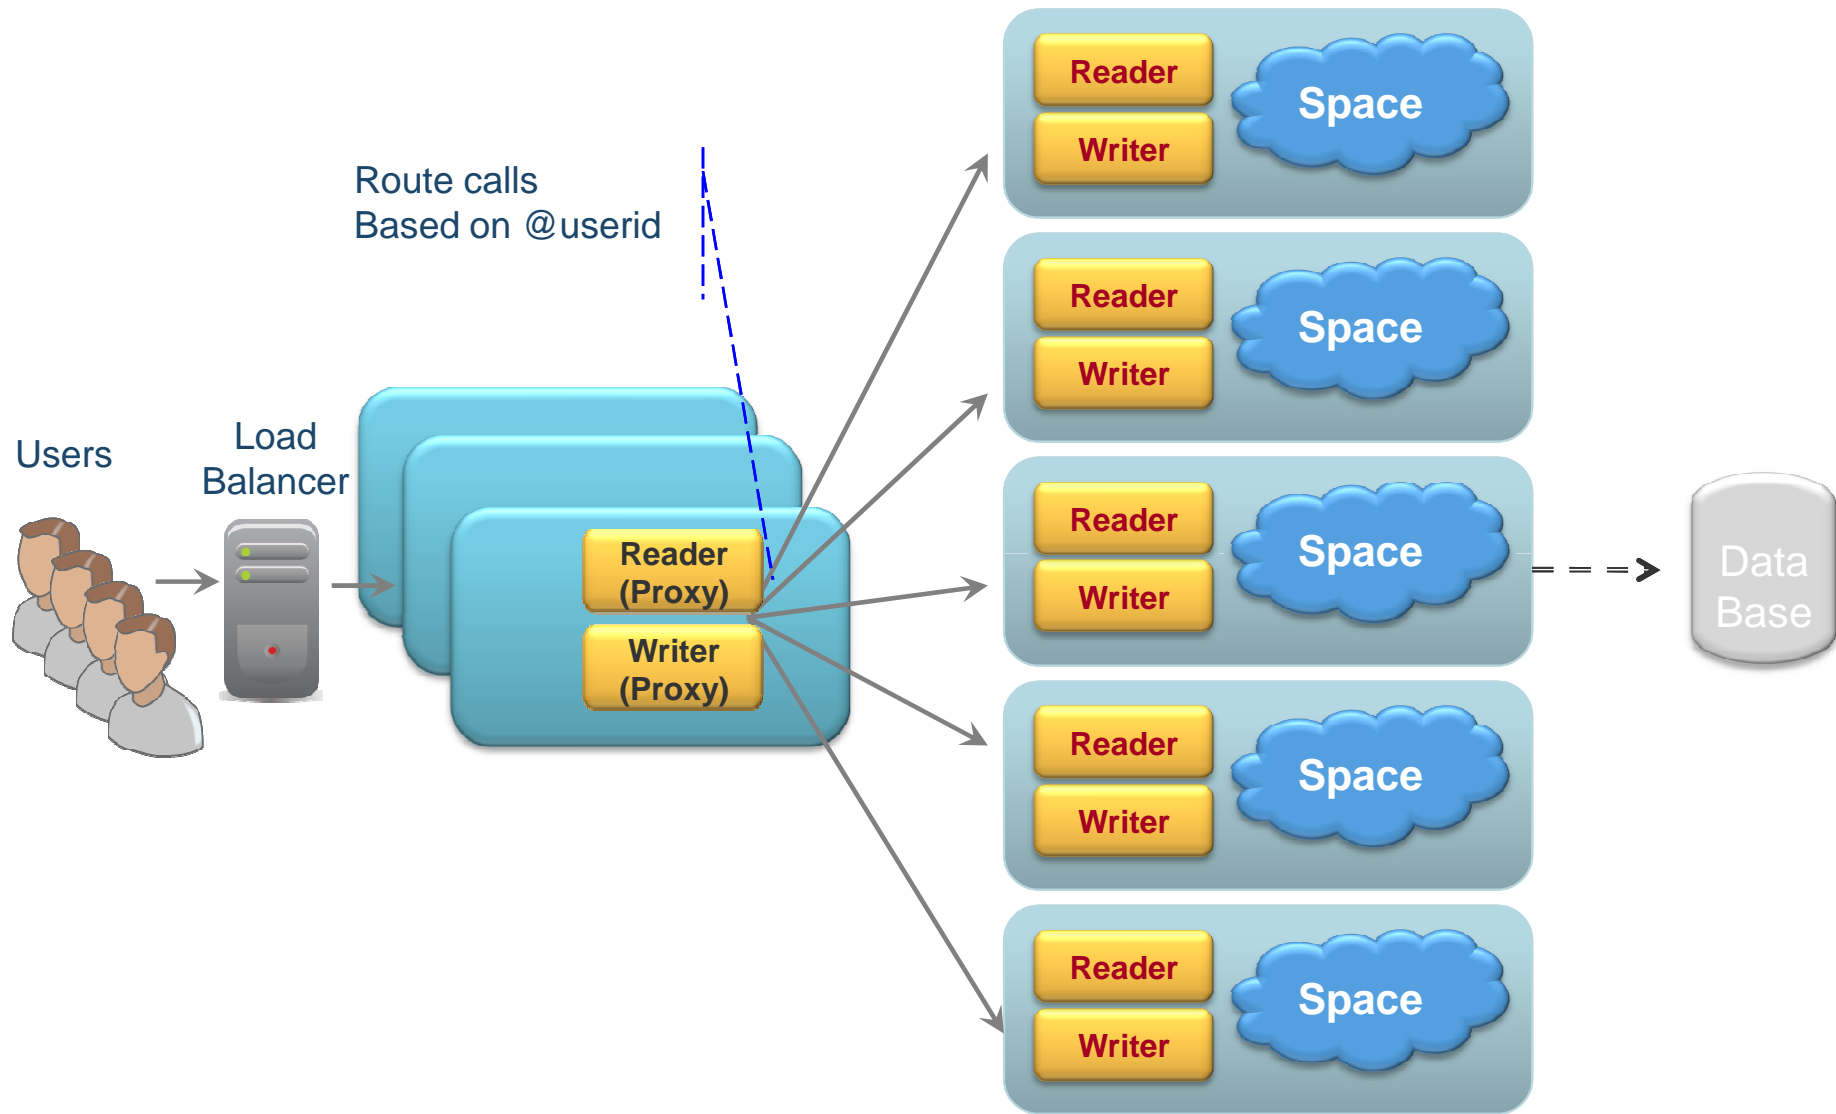 Users
Load
Balancer
Route calls
Based on @userid
Reader
(Proxy)
Writer
(Proxy)
Reader
Writer
Space
Reader
Writer
Space
Reader
Writer
Space
Reader
Writer
Space
Reader
Writer
Space
Data
Base